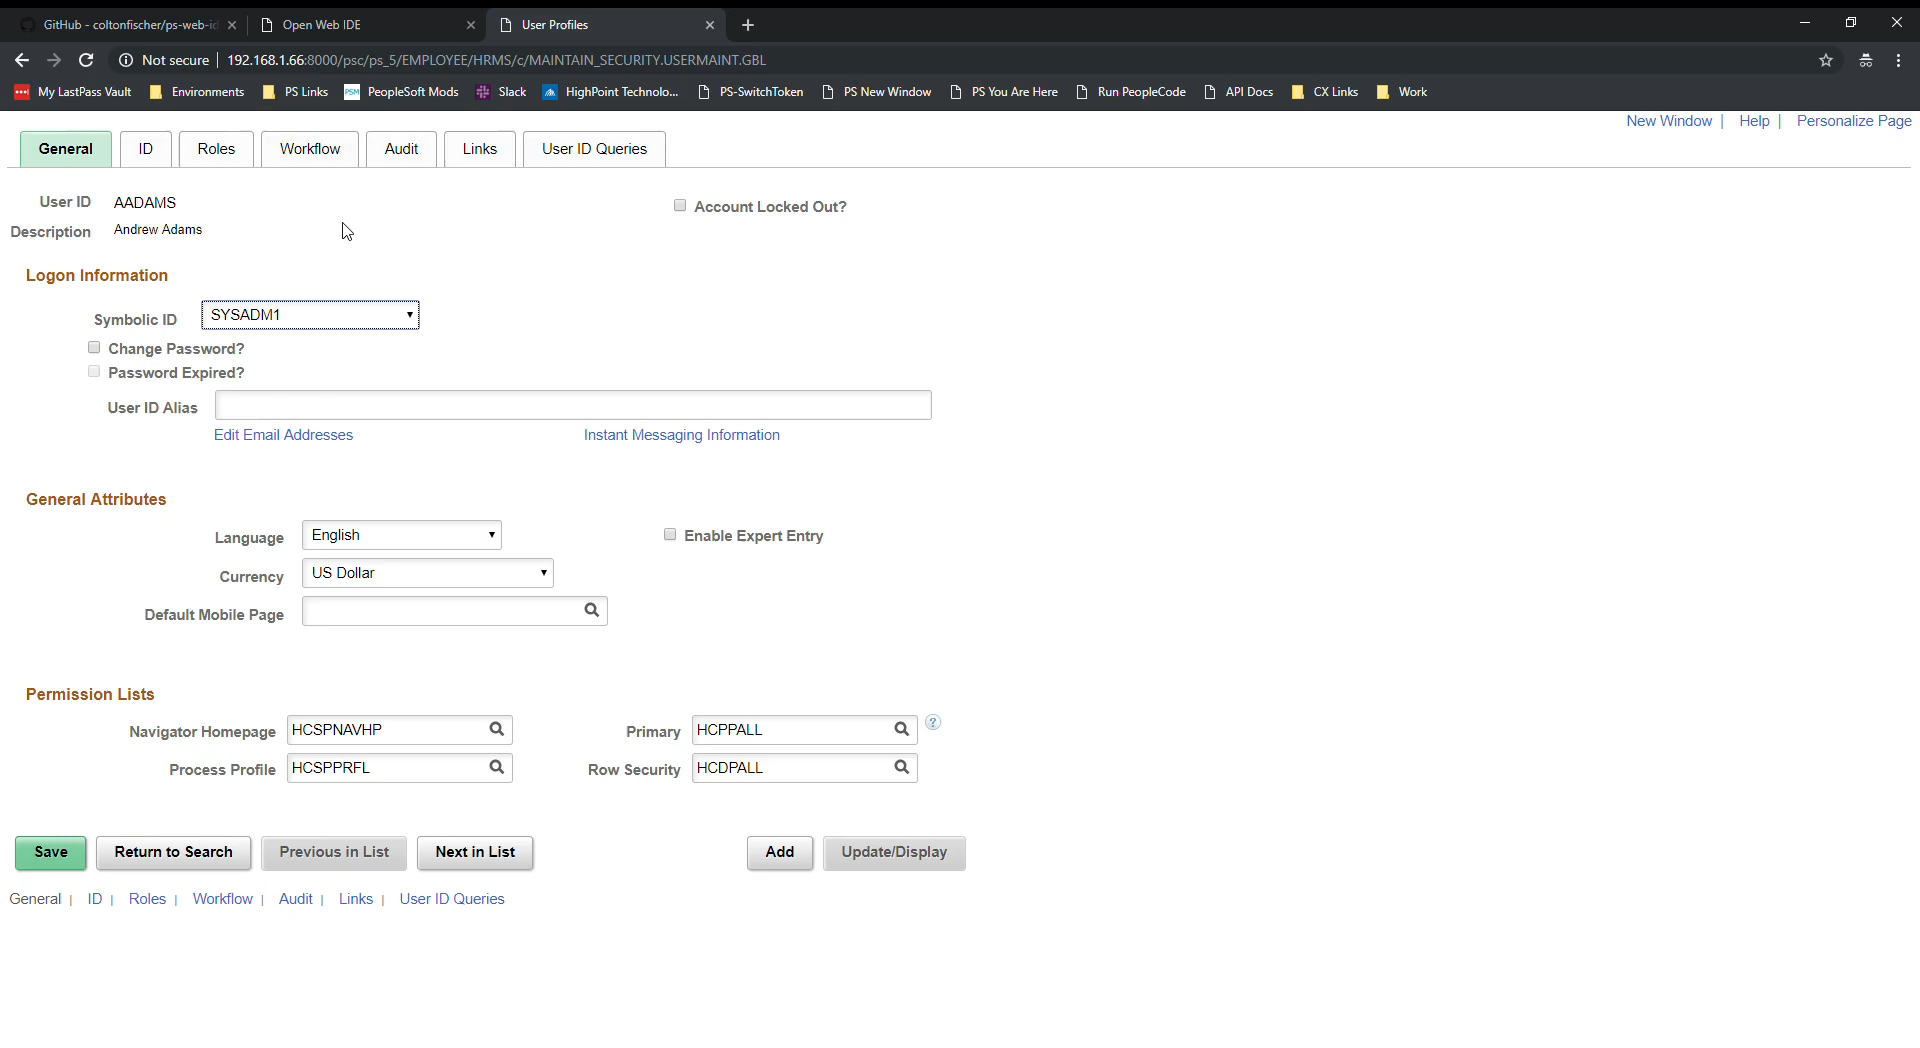 GitHub - coltonfischer/ps-web-id
Open Web IDE
User Profiles
Not secure | 192.168.1.66:8000/psc/ps_5/EMPLOYEE/HRMS/c/MAINTAIN_SECURITY.USERMAINT.GBL
My LastPass Vault Environments PS Links PSM PeopleSoft Mods Slack HighPoint Technolo... PS-SwitchToken PS New Window PS You Are Here Run PeopleCode API Docs CX Links Work
New Window | Help | Personalize Page
General ID Roles Workflow Audit Links User ID Queries
User ID AADAMS Account Locked Out?
Description Andrew Adams
Logon Information
Symbolic ID SYSADM1
Change Password?
Password Expired?
User ID Alias
Edit Email Addresses Instant Messaging Information
General Attributes
Language English Enable Expert Entry
Currency US Dollar
Default Mobile Page
Permission Lists
Navigator Homepage HCSPNAVHP Primary HCPPALL ?
Process Profile HCSPPRFL Row Security HCDPALL
Save Return to Search Previous in List Next in List Add Update/Display
General | ID | Roles | Workflow | Audit | Links | User ID Queries